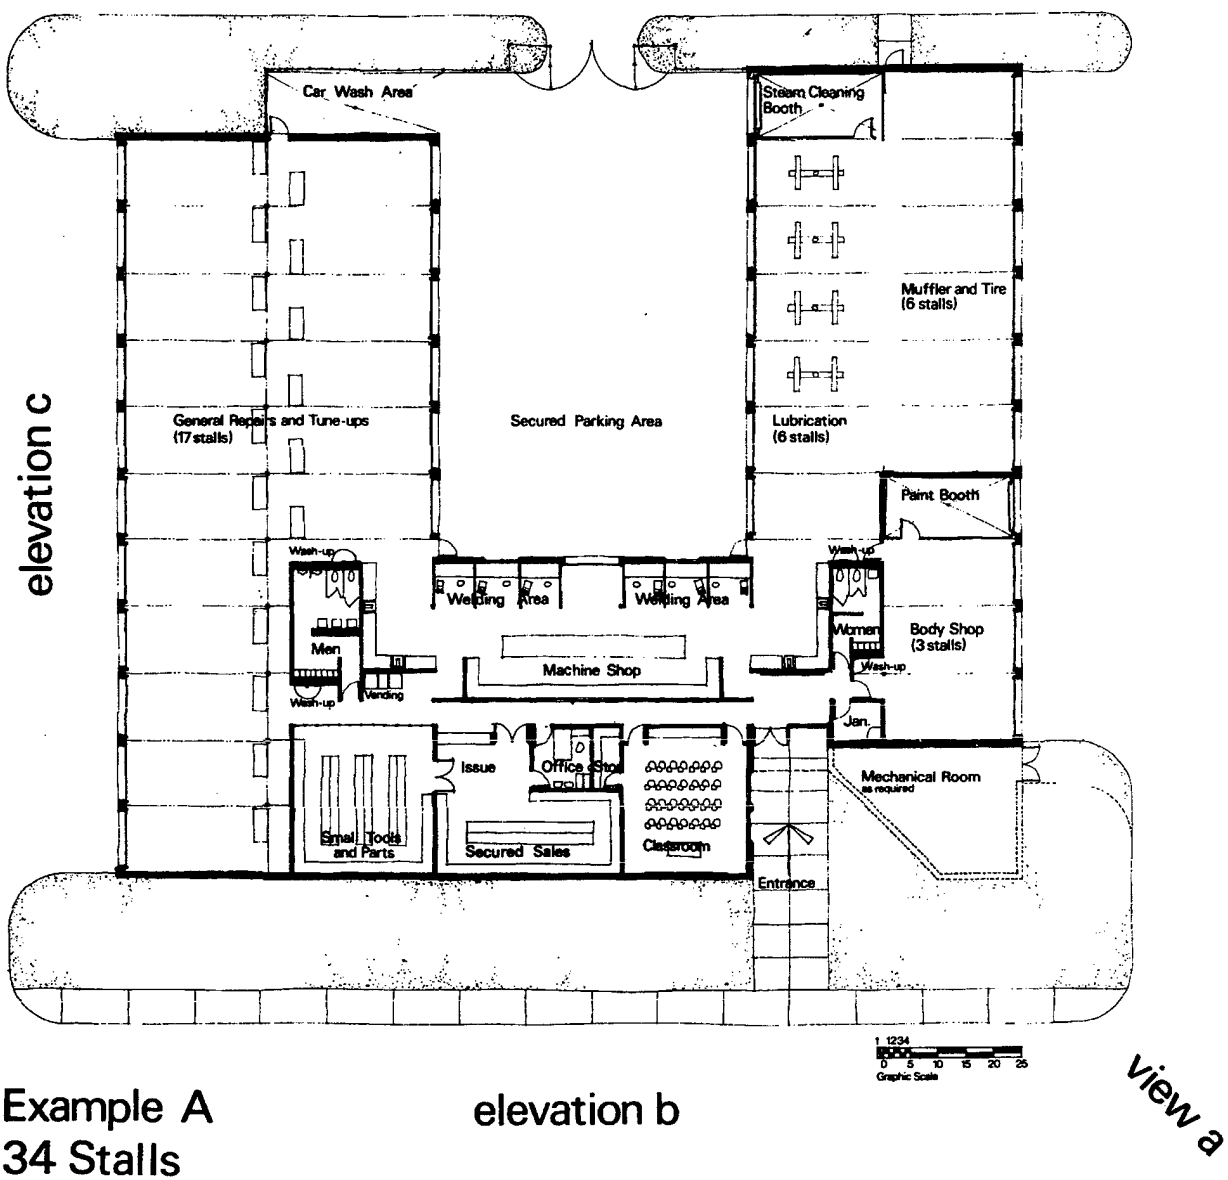 Car Wash Area
Steam Cleaning
Booth
Muffler and Tire
(6 stalls)
General Repairs and Tune-ups
(17 stalls)
Secured Parking Area
Lubrication
(6 stalls)
elevation c
Paint Booth
Wash-up
Wash-up
Welding Area
Welding Area
Men
Women
Body Shop
(3 stalls)
Machine Shop
Wash-up
Vending
Wash-up
Jan.
Issue
Office
Stor
Mechanical Room
as required
Small Tools
and Parts
Secured Sales
Classroom
Entrance
1 1234
0 5 10 15 20 25
Graphic Scale
view a
Example A
34 Stalls
elevation b